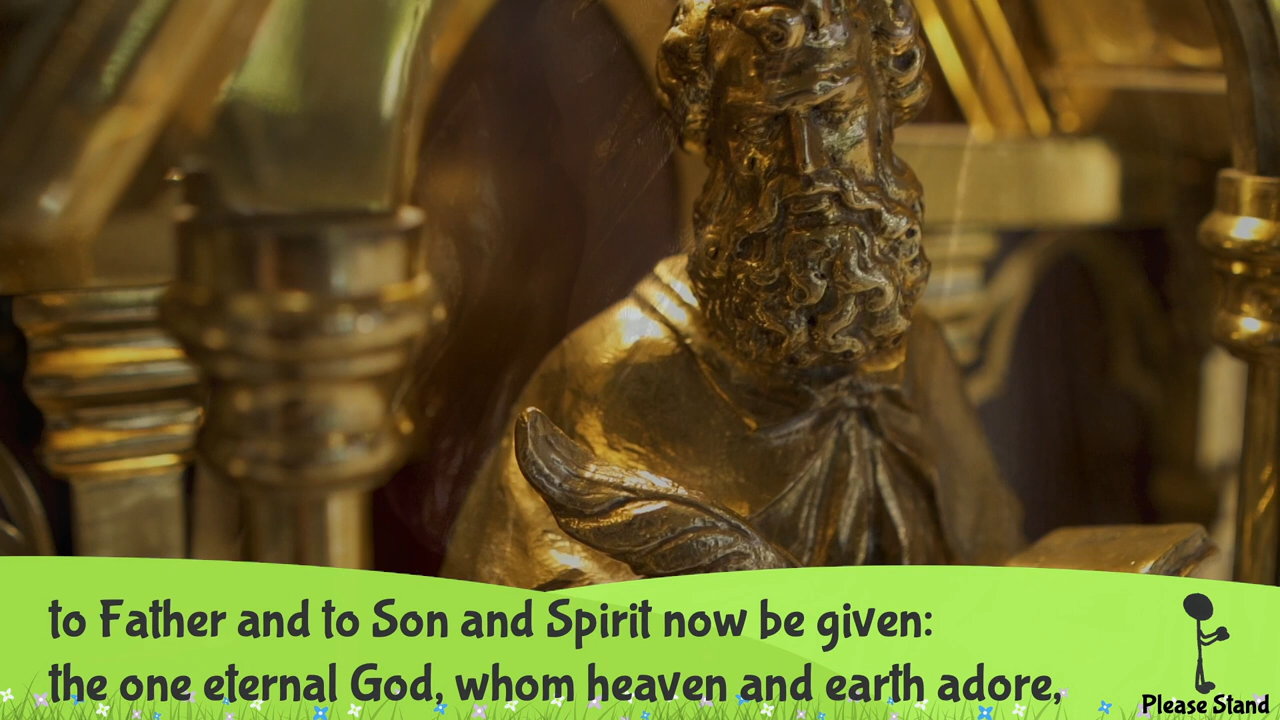 to Father and to Son and Spirit now be given:
the one eternal God, whom heaven and earth adore,
Please Stand